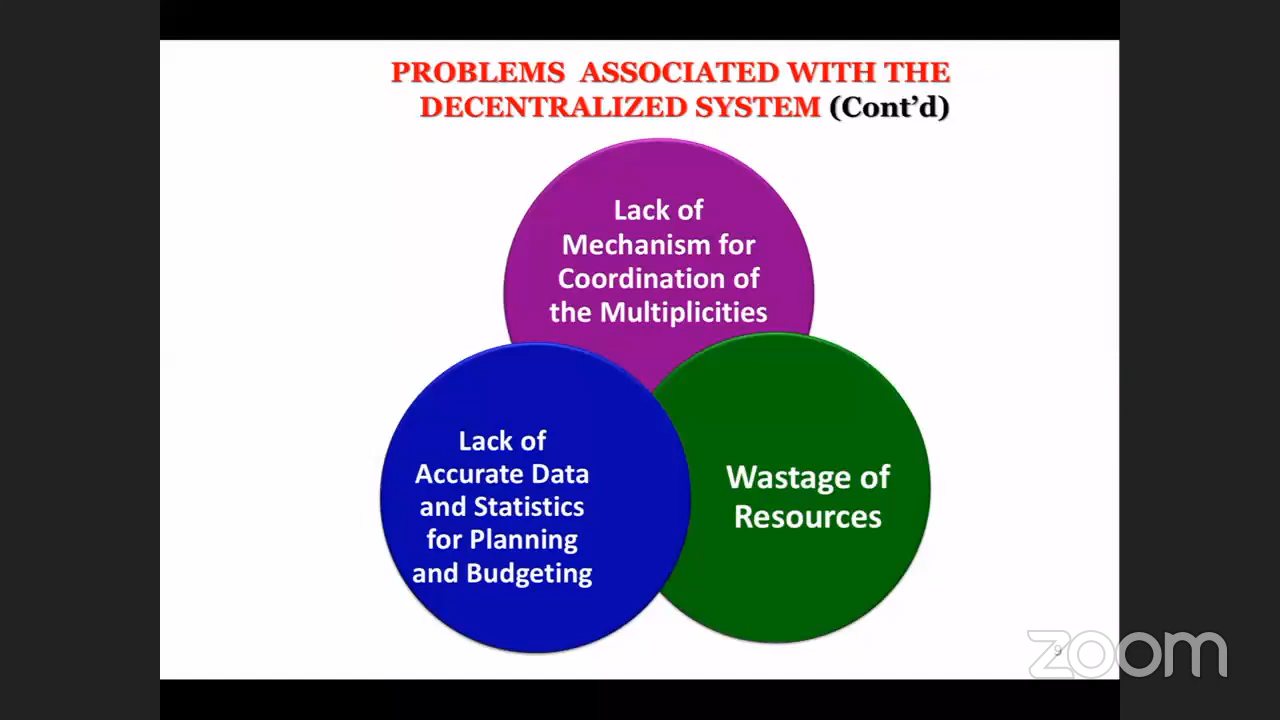 PROBLEMS ASSOCIATED WITH THE
DECENTRALIZED SYSTEM (Cont’d)
Lack of
Mechanism for
Coordination of
the Multiplicities
Lack of
Accurate Data
and Statistics
for Planning
and Budgeting
Wastage of
Resources
9
zoom